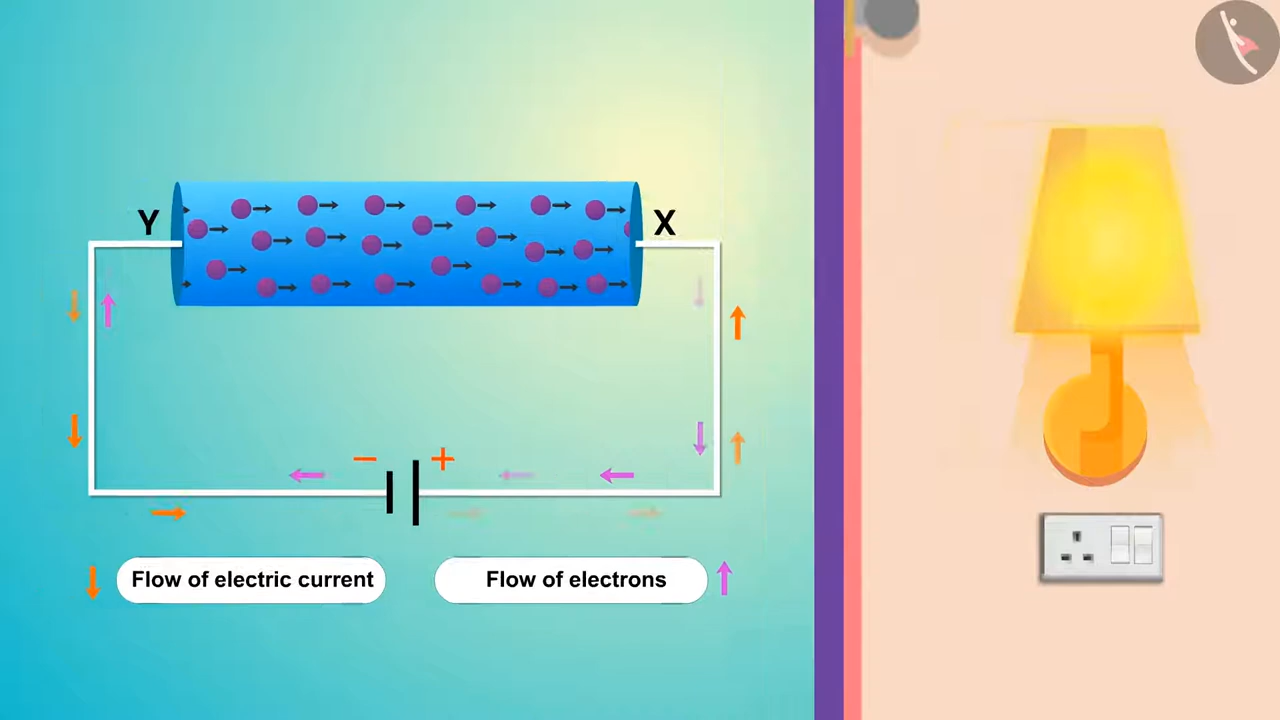 Y
X
− +
Flow of electric current
Flow of electrons